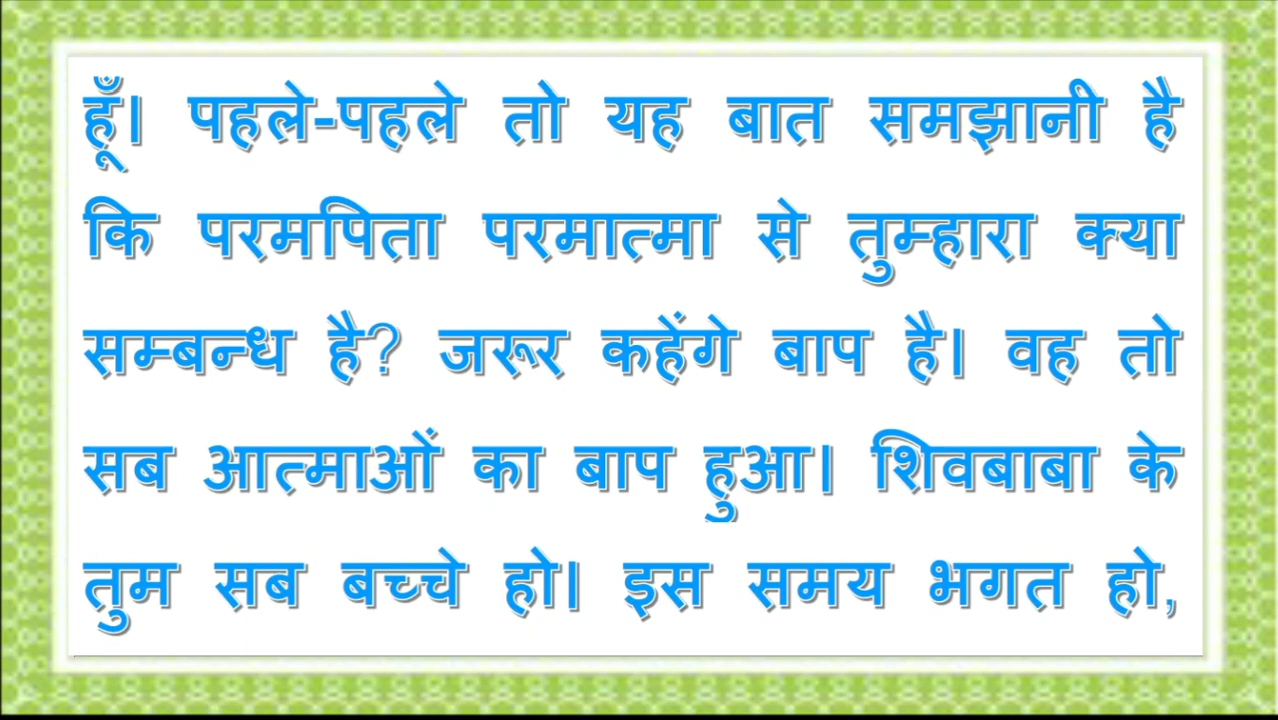 हूँ। पहले-पहले तो यह बात समझानी है
कि परमपिता परमात्मा से तुम्हारा क्या
सम्बन्ध है? जरूर कहेंगे बाप है। वह तो
सब आत्माओं का बाप हुआ। शिवबाबा के
तुम सब बच्चे हो। इस समय भगत हो,